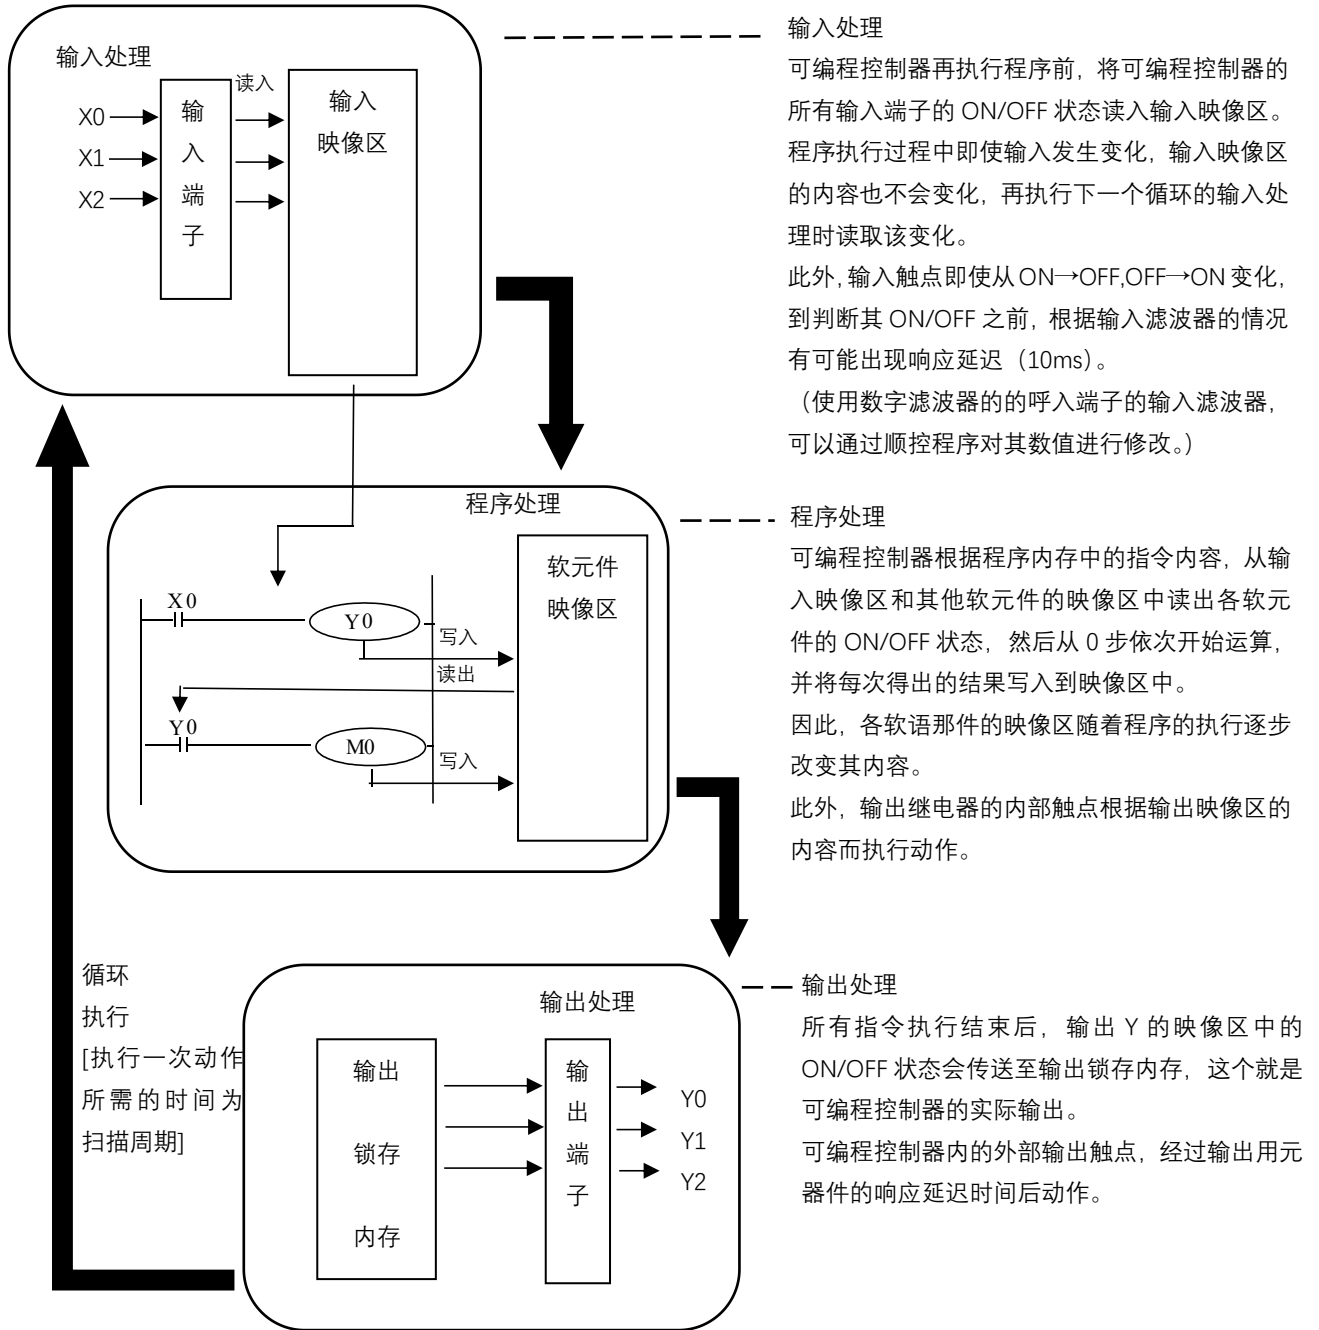 输入处理
X0
X1
X2
输
入
端
子
读入
输入
映像区
输入处理
可编程控制器再执行程序前，将可编程控制器的
所有输入端子的 ON/OFF 状态读入输入映像区。
程序执行过程中即使输入发生变化，输入映像区
的内容也不会变化，再执行下一个循环的输入处
理时读取该变化。
此外，输入触点即使从 ON→OFF,OFF→ON 变化，
到判断其 ON/OFF 之前，根据输入滤波器的情况
有可能出现响应延迟（10ms）。
（使用数字滤波器的的呼入端子的输入滤波器，
可以通过顺控程序对其数值进行修改。）
程序处理
X0
Y0
写入
读出
Y0
M0
写入
软元件
映像区
程序处理
可编程控制器根据程序内存中的指令内容，从输
入映像区和其他软元件的映像区中读出各软元
件的 ON/OFF 状态，然后从 0 步依次开始运算，
并将每次得出的结果写入到映像区中。
因此，各软语那件的映像区随着程序的执行逐步
改变其内容。
此外，输出继电器的内部触点根据输出映像区的
内容而执行动作。
循环
执行
[执行一次动作
所需的时间为
扫描周期]
输出处理
输出
锁存
内存
输
出
端
子
Y0
Y1
Y2
输出处理
所有指令执行结束后，输出 Y 的映像区中的
ON/OFF 状态会传送至输出锁存内存，这个就是
可编程控制器的实际输出。
可编程控制器内的外部输出触点，经过输出用元
器件的响应延迟时间后动作。